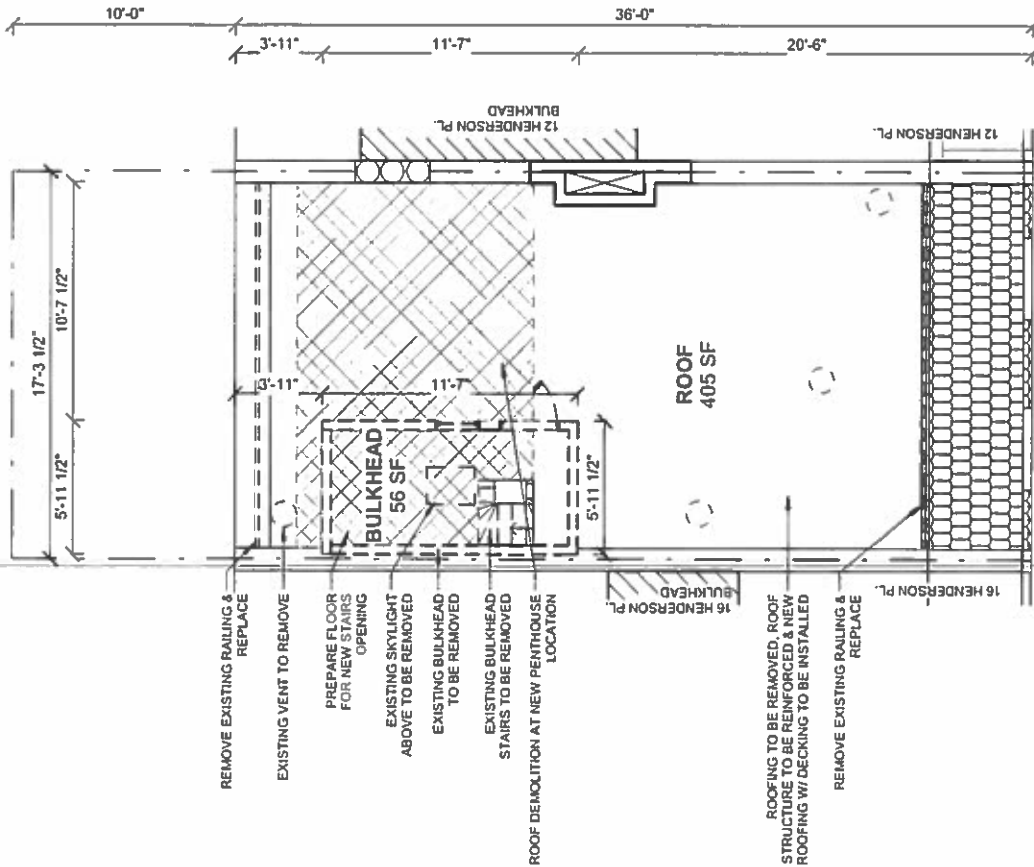 10'-0"
36'-0"
3'-11"
11'-7"
20'-6"
12 HENDERSON PL.
BULKHEAD
12 HENDERSON PL.
17'-3 1/2"
10'-7 1/2"
5'-11 1/2"
3'-11"
11'-7"
BULKHEAD
56 SF
5'-11 1/2"
ROOF
405 SF
16 HENDERSON PL.
BULKHEAD
16 HENDERSON PL.
REMOVE EXISTING RAILING &
REPLACE
EXISTING VENT TO REMOVE
PREPARE FLOOR
FOR NEW STAIRS
OPENING
EXISTING SKYLIGHT
ABOVE TO BE REMOVED
EXISTING BULKHEAD
TO BE REMOVED
EXISTING BULKHEAD
STAIRS TO BE REMOVED
ROOF DEMOLITION AT NEW PENTHOUSE
LOCATION
ROOFING TO BE REMOVED, ROOF
STRUCTURE TO BE REINFORCED & NEW
ROOFING W/ DECKING TO BE INSTALLED
REMOVE EXISTING RAILING &
REPLACE